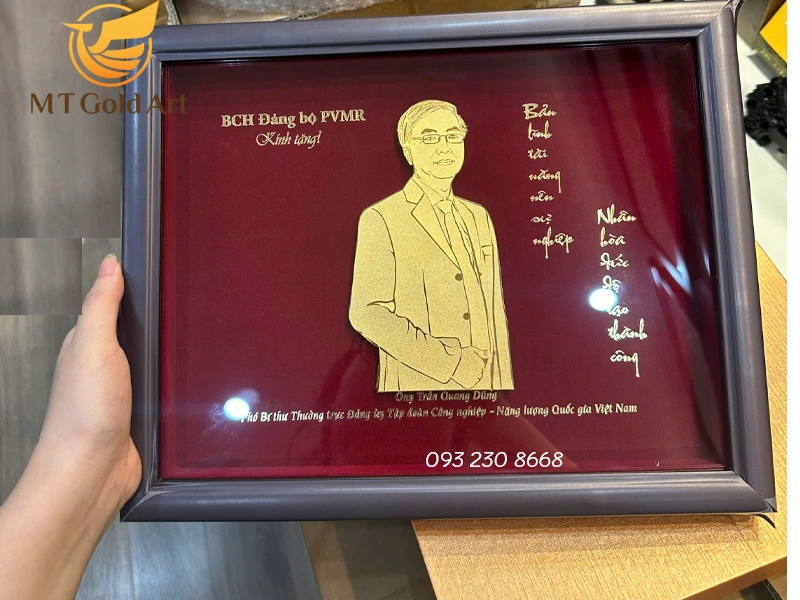 MT Gold Art
BCH Đảng bộ PVMR
Kính tặng!
Bản
lĩnh
tài
năng
nên
sự
nghiệp
Nhân
hòa
đức
độ
tạo
thành
công
Ông Trần Quang Dũng
Phó Bí thư Thường trực Đảng ủy Tập đoàn Công nghiệp - Năng lượng Quốc gia Việt Nam
093 230 8668